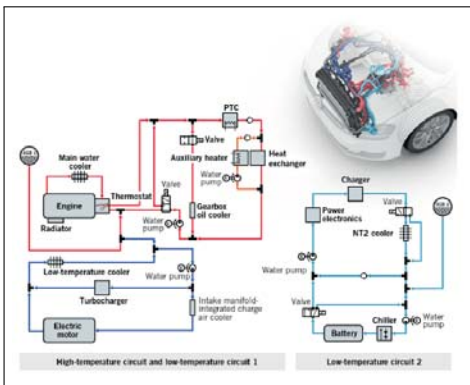 PTC
Valve
Auxiliary heater
Heat
exchanger
Water
pump
Main water
cooler
Thermostat
Valve
Engine
Gearbox
oil cooler
Water
pump
Radiator
Low-temperature cooler
Water pump
Turbocharger
Intake manifold-
integrated charge
air cooler
Electric
motor
High-temperature circuit and low-temperature circuit 1
Charger
Power
electronics
Valve
NT2 cooler
Water pump
Valve
Water
pump
Battery
Chiller
Low-temperature circuit 2